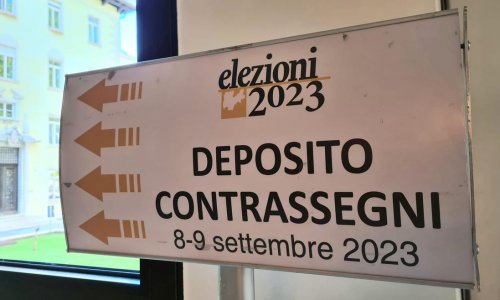 elezioni
2023
DEPOSITO
CONTRASSEGNI
8-9 settembre 2023